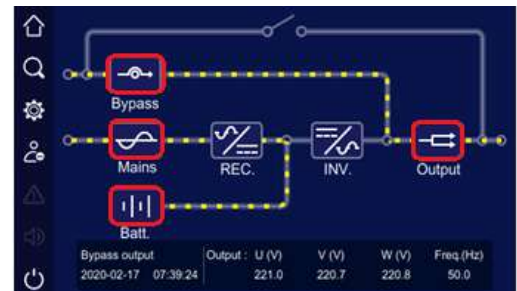 Bypass
Mains
REC.
INV.
Output
Batt.
Bypass output
Output : U (V) V (V) W (V) Freq.(Hz)
2020-02-17 07:39:24 221.0 220.7 220.8 50.0